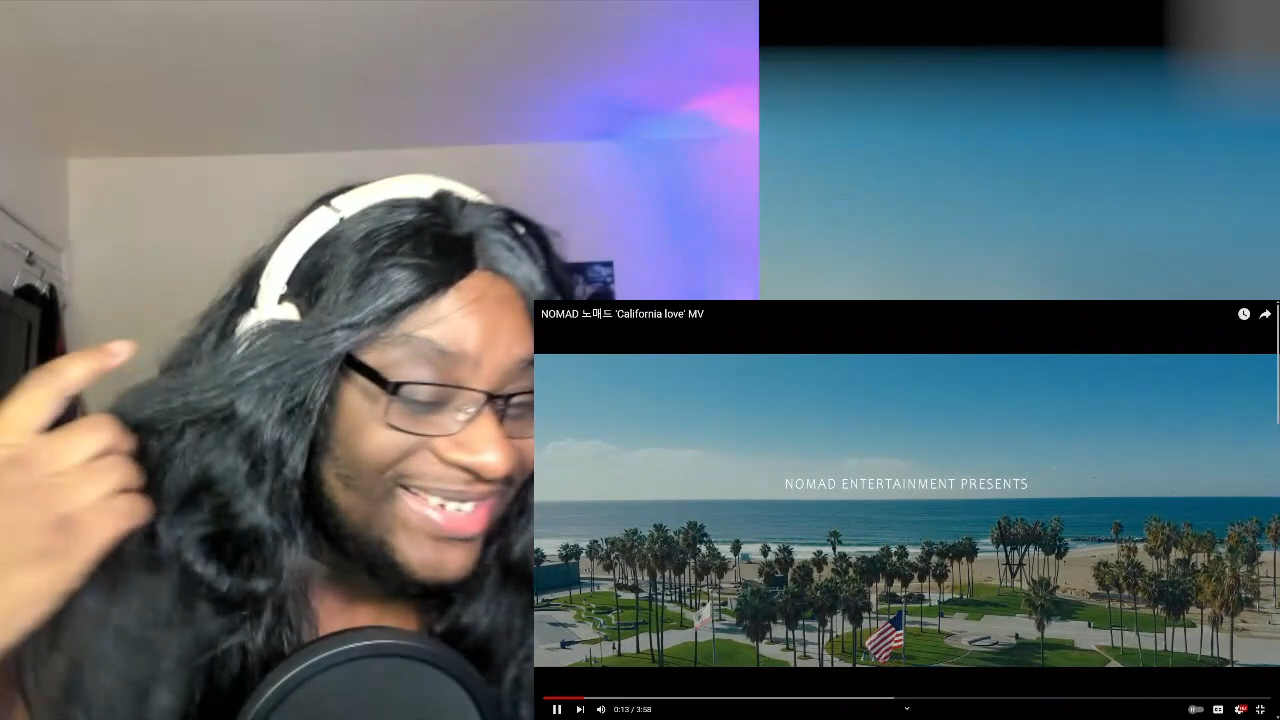 NOMAD 노매드 'California love' MV
NOMAD ENTERTAINMENT PRESENTS
0:13 / 3:58